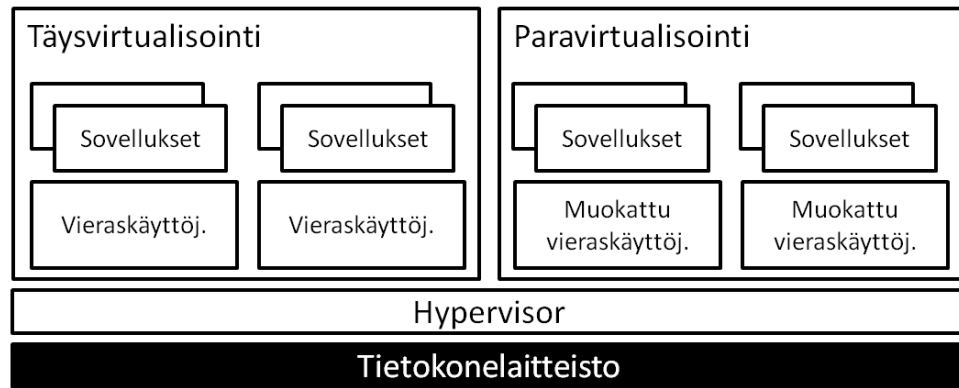 Täysvirtualisointi
Paravirtualisointi
Sovellukset
Sovellukset
Sovellukset
Sovellukset
Vieraskäyttöj.
Vieraskäyttöj.
Muokattu
vieraskäyttöj.
Muokattu
vieraskäyttöj.
Hypervisor
Tietokonelaitteisto